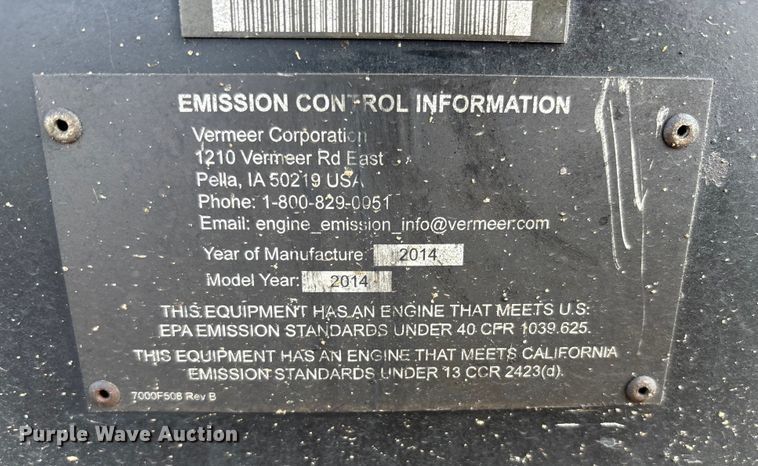 EMISSION CONTROL INFORMATION
Vermeer Corporation
1210 Vermeer Rd East
Pella, IA 50219 USA
Phone: 1-800-829-0051
Email: engine_emission_info@vermeer.com
Year of Manufacture 2014
Model Year: 2014
THIS EQUIPMENT HAS AN ENGINE THAT MEETS U.S.
EPA EMISSION STANDARDS UNDER 40 CFR 1039.625.
THIS EQUIPMENT HAS AN ENGINE THAT MEETS CALIFORNIA
EMISSION STANDARDS UNDER 13 CCR 2423(d).
7000F508 Rev B
Purple Wave Auction